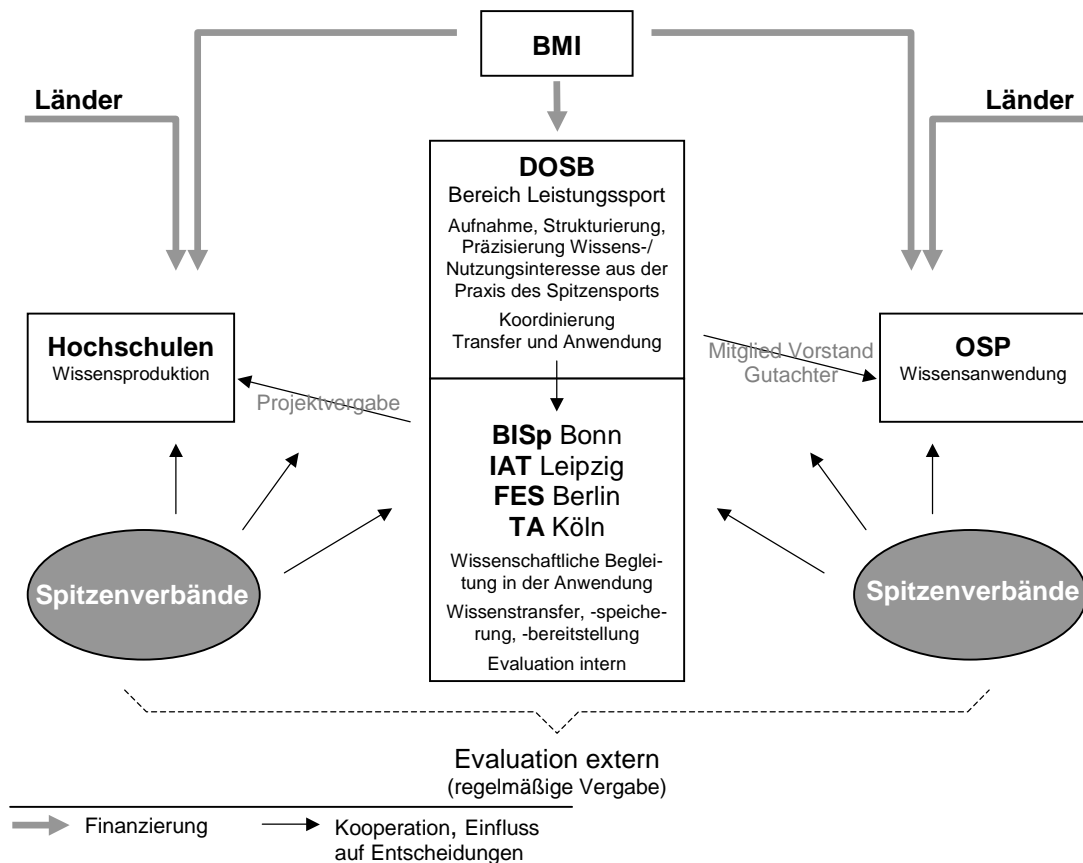 BMI
Länder
Länder
DOSB
Bereich Leistungssport
Aufnahme, Strukturierung,
Präzisierung Wissens-/
Nutzungsinteresse aus der
Praxis des Spitzensports
Koordinierung
Transfer und Anwendung
Hochschulen
Wissensproduktion
Mitglied Vorstand
Gutachter
OSP
Wissensanwendung
Projektvergabe
BISp Bonn
IAT Leipzig
FES Berlin
TA Köln
Wissenschaftliche Beglei-
tung in der Anwendung
Wissenstransfer, -speiche-
rung, -bereitstellung
Evaluation intern
Spitzenverbände
Spitzenverbände
Evaluation extern
(regelmäßige Vergabe)
Finanzierung
Kooperation, Einfluss
auf Entscheidungen